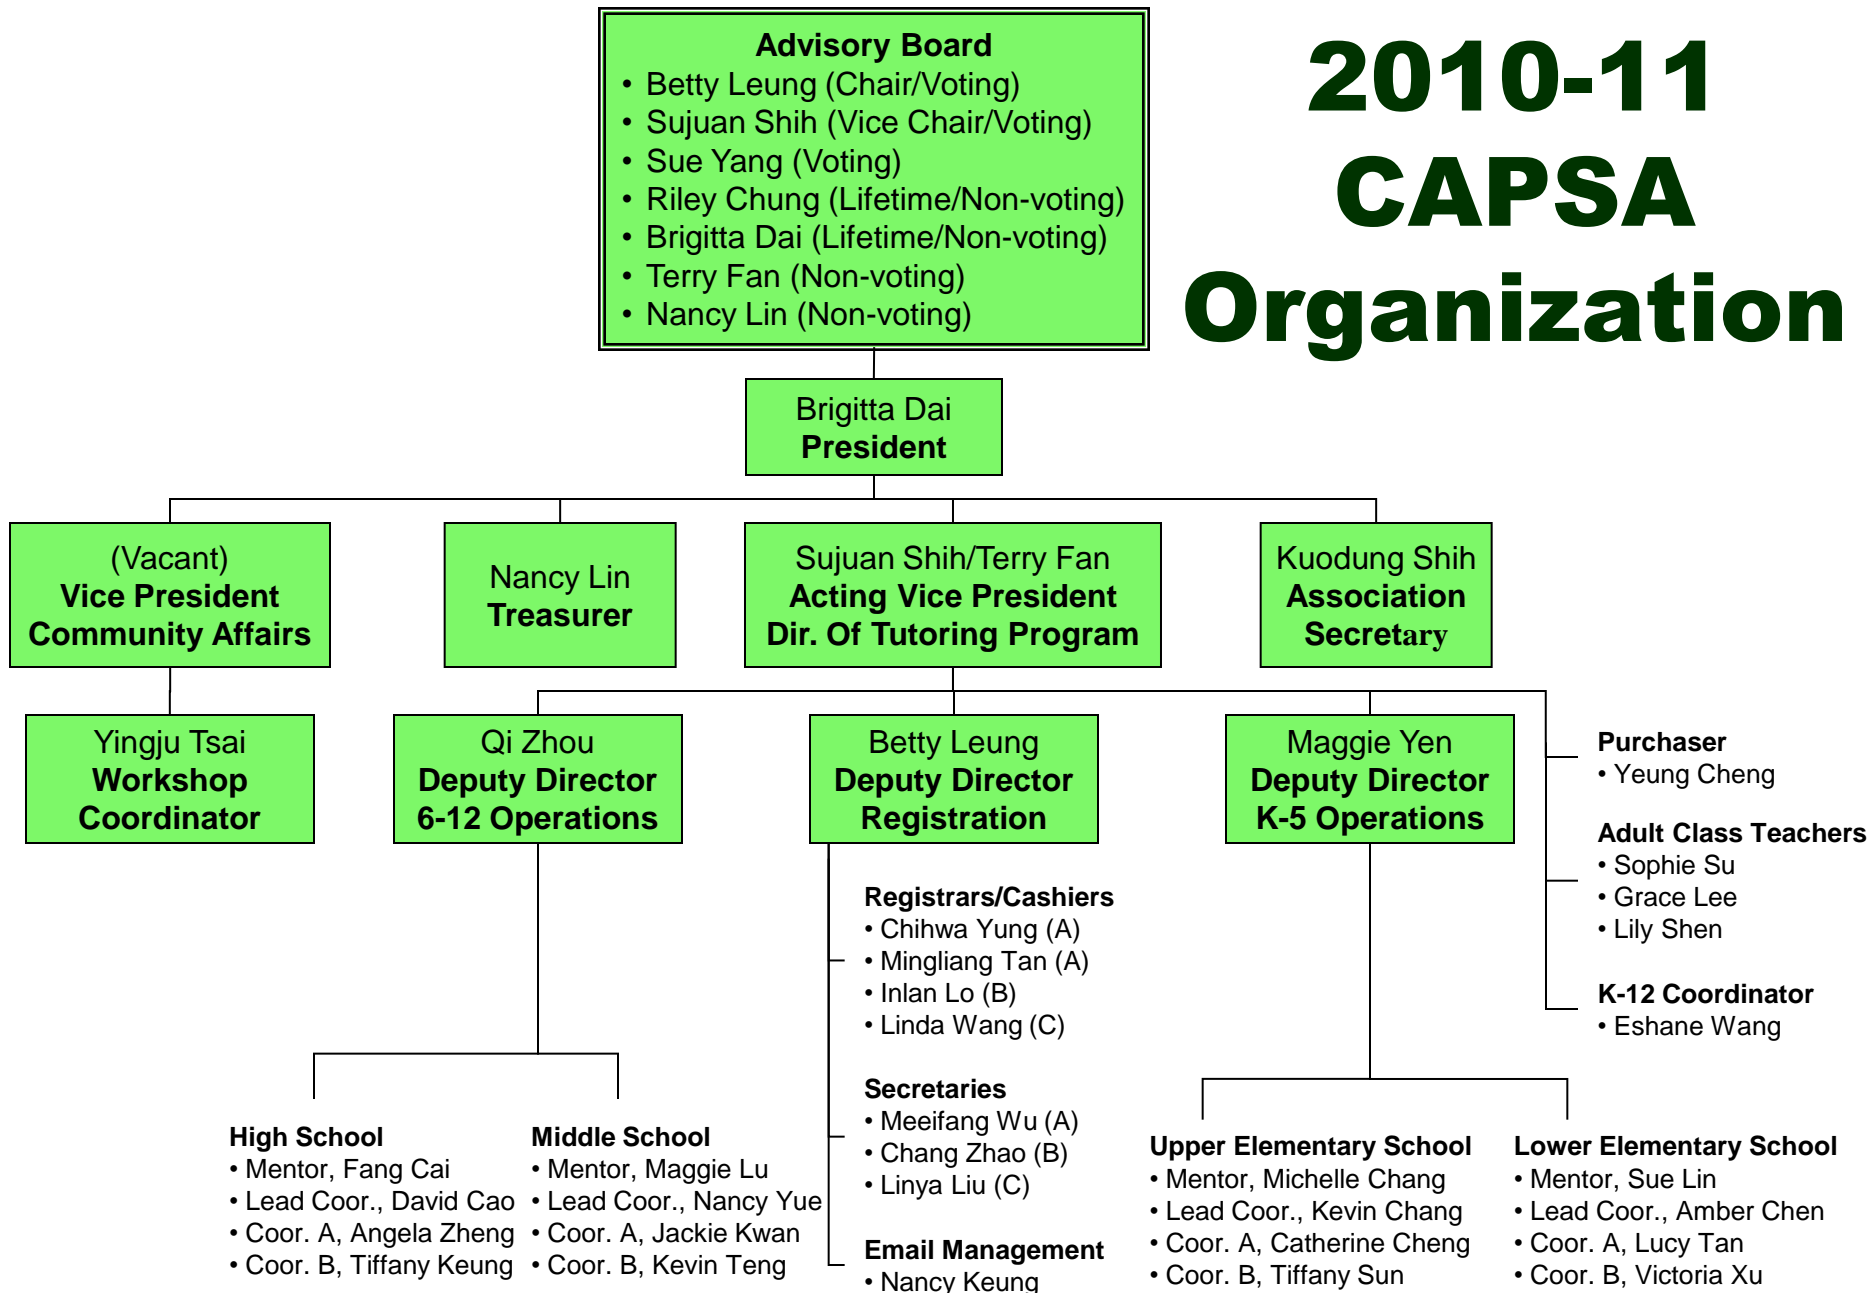 2010-11
CAPSA
Organization
Advisory Board
• Betty Leung (Chair/Voting)
• Sujuan Shih (Vice Chair/Voting)
• Sue Yang (Voting)
• Riley Chung (Lifetime/Non-voting)
• Brigitta Dai (Lifetime/Non-voting)
• Terry Fan (Non-voting)
• Nancy Lin (Non-voting)
Brigitta Dai
President
(Vacant)
Vice President
Community Affairs
Nancy Lin
Treasurer
Sujuan Shih/Terry Fan
Acting Vice President
Dir. Of Tutoring Program
Kuodung Shih
Association
Secretary
Yingju Tsai
Workshop
Coordinator
Qi Zhou
Deputy Director
6-12 Operations
Betty Leung
Deputy Director
Registration
Maggie Yen
Deputy Director
K-5 Operations
Purchaser
• Yeung Cheng
Adult Class Teachers
• Sophie Su
• Grace Lee
• Lily Shen
K-12 Coordinator
• Eshane Wang
Registrars/Cashiers
• Chihwa Yung (A)
• Mingliang Tan (A)
• Inlan Lo (B)
• Linda Wang (C)
Secretaries
• Meeifang Wu (A)
• Chang Zhao (B)
• Linya Liu (C)
Email Management
• Nancy Keung
High School
• Mentor, Fang Cai
• Lead Coor., David Cao
• Coor. A, Angela Zheng
• Coor. B, Tiffany Keung
Middle School
• Mentor, Maggie Lu
• Lead Coor., Nancy Yue
• Coor. A, Jackie Kwan
• Coor. B, Kevin Teng
Upper Elementary School
• Mentor, Michelle Chang
• Lead Coor., Kevin Chang
• Coor. A, Catherine Cheng
• Coor. B, Tiffany Sun
Lower Elementary School
• Mentor, Sue Lin
• Lead Coor., Amber Chen
• Coor. A, Lucy Tan
• Coor. B, Victoria Xu